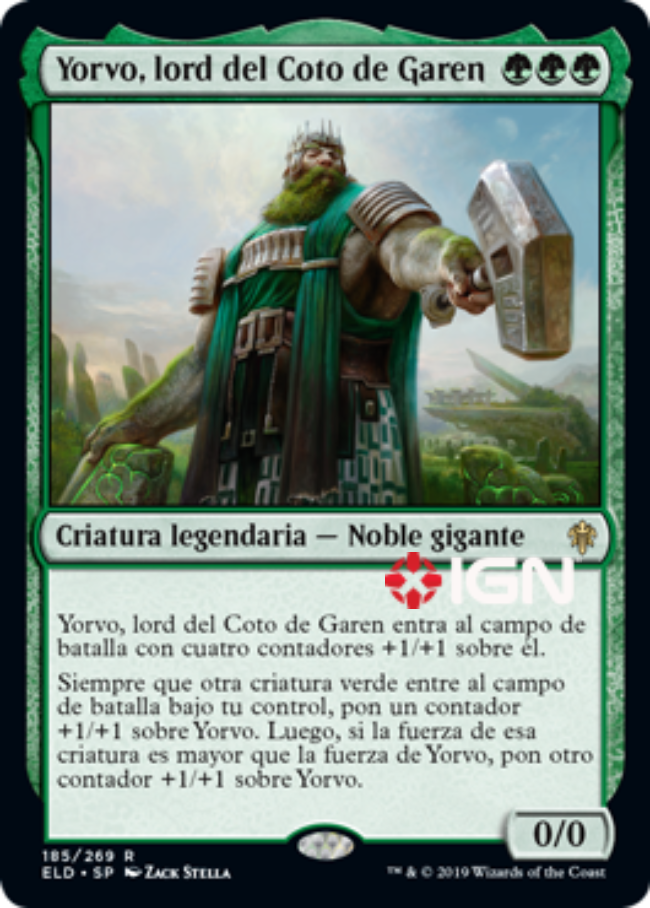 Yorvo, lord del Coto de Garen
Criatura legendaria — Noble gigante
IGN
Yorvo, lord del Coto de Garen entra al campo de
batalla con cuatro contadores +1/+1 sobre él.
Siempre que otra criatura verde entre al campo
de batalla bajo tu control, pon un contador
+1/+1 sobre Yorvo. Luego, si la fuerza de esa
criatura es mayor que la fuerza de Yorvo, pon otro
contador +1/+1 sobre Yorvo.
0/0
185/269 R
ELD • SP Zack Stella
™ & © 2019 Wizards of the Coast